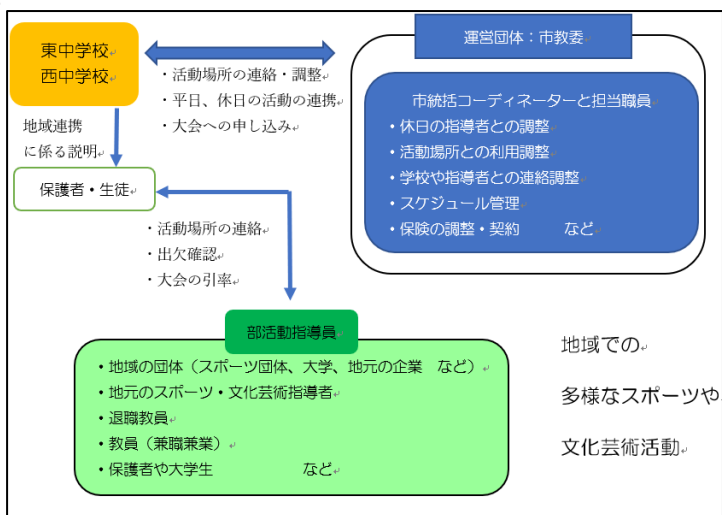 東中学校
西中学校
・活動場所の連絡・調整
・平日、休日の活動の連携
・大会への申し込み
運営団体：市教委
市統括コーディネーターと担当職員
・休日の指導者との調整
・活動場所との利用調整
・学校や指導者との連絡調整
・スケジュール管理
・保険の調整・契約　　　など
地域連携
に係る説明
保護者・生徒
・活動場所の連絡
・出欠確認
・大会の引率
部活動指導員
・地域の団体（スポーツ団体、大学、地元の企業　など）
・地元のスポーツ・文化芸術指導者
・退職教員
・教員（兼職兼業）
・保護者や大学生　　　　　　など
地域での
多様なスポーツや
文化芸術活動